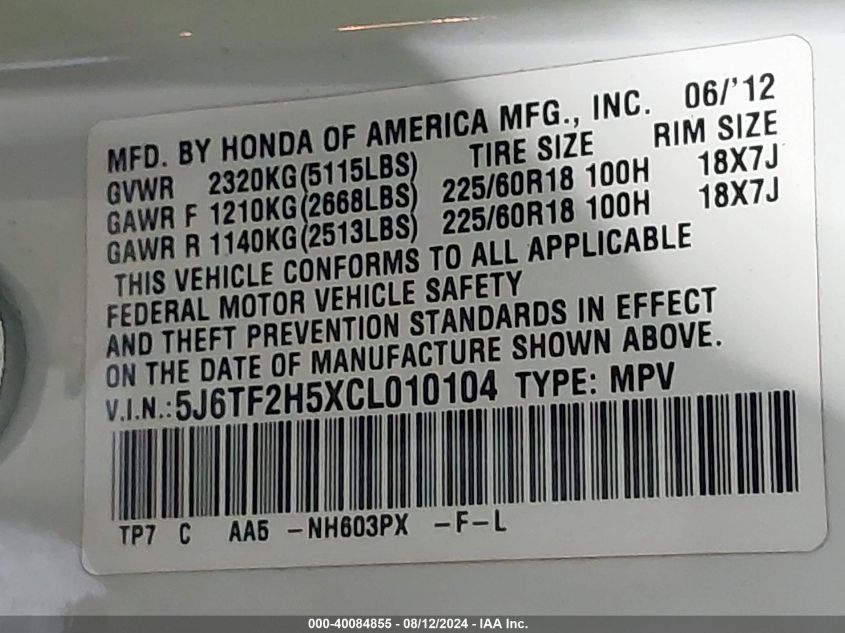 MFD. BY HONDA OF AMERICA MFG., INC. 06/'12
GVWR 2320KG(5115LBS) TIRE SIZE RIM SIZE
GAWR F 1210KG(2668LBS) 225/60R18 100H 18X7J
GAWR R 1140KG(2513LBS) 225/60R18 100H 18X7J
THIS VEHICLE CONFORMS TO ALL APPLICABLE
FEDERAL MOTOR VEHICLE SAFETY
AND THEFT PREVENTION STANDARDS IN EFFECT
ON THE DATE OF MANUFACTURE SHOWN ABOVE.
V.I.N.:5J6TF2H5XCL010104 TYPE: MPV
TP7 C AA5 -NH603PX -F-L
000-40084855 - 08/12/2024 - IAA Inc.